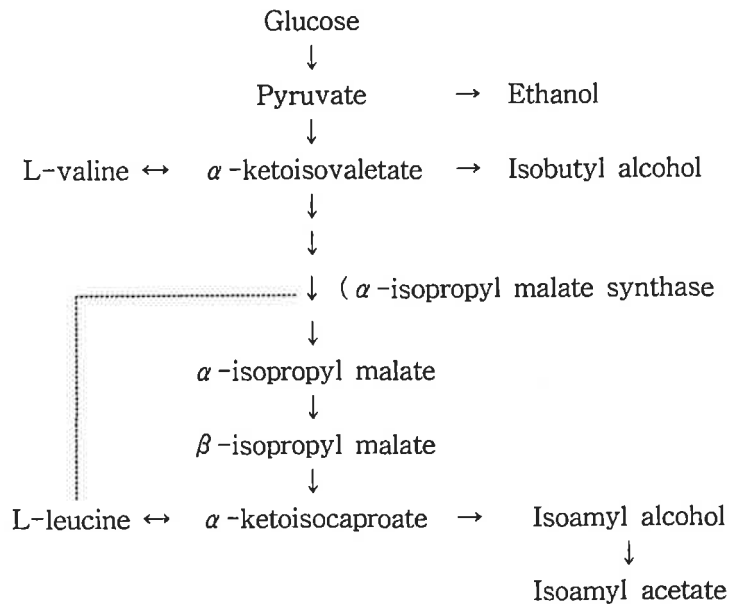 Glucose
↓
Pyruvate → Ethanol
↓
L-valine ↔ α-ketoisovaletate → Isobutyl alcohol
↓
↓
↓ (α-isopropyl malate synthase
↓
α-isopropyl malate
↓
β-isopropyl malate
↓
L-leucine ↔ α-ketoisocaproate → Isoamyl alcohol
↓
Isoamyl acetate